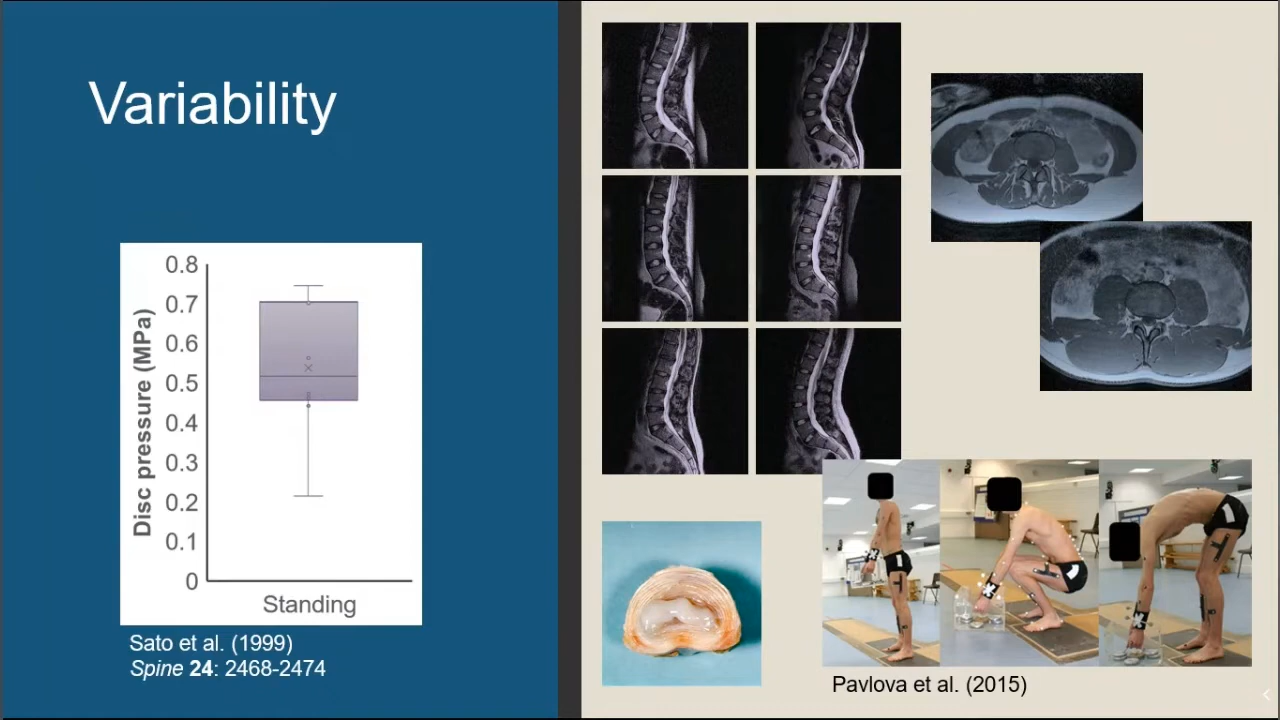 Variability
0.8
0.7
0.6
0.5
0.4
0.3
0.2
0.1
0
Disc pressure (MPa)
Standing
Sato et al. (1999)
Spine 24: 2468-2474
Pavlova et al. (2015)